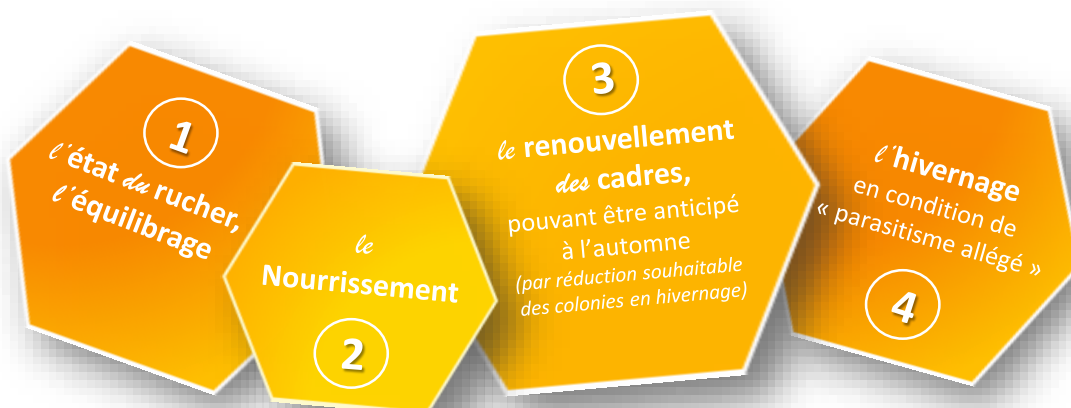 1
l'état du rucher,
l'équilibrage
le
Nourrissement
2
3
le renouvellement
des cadres,
pouvant être anticipé
à l'automne
(par réduction souhaitable
des colonies en hivernage)
l'hivernage
en condition de
« parasitisme allégé »
4